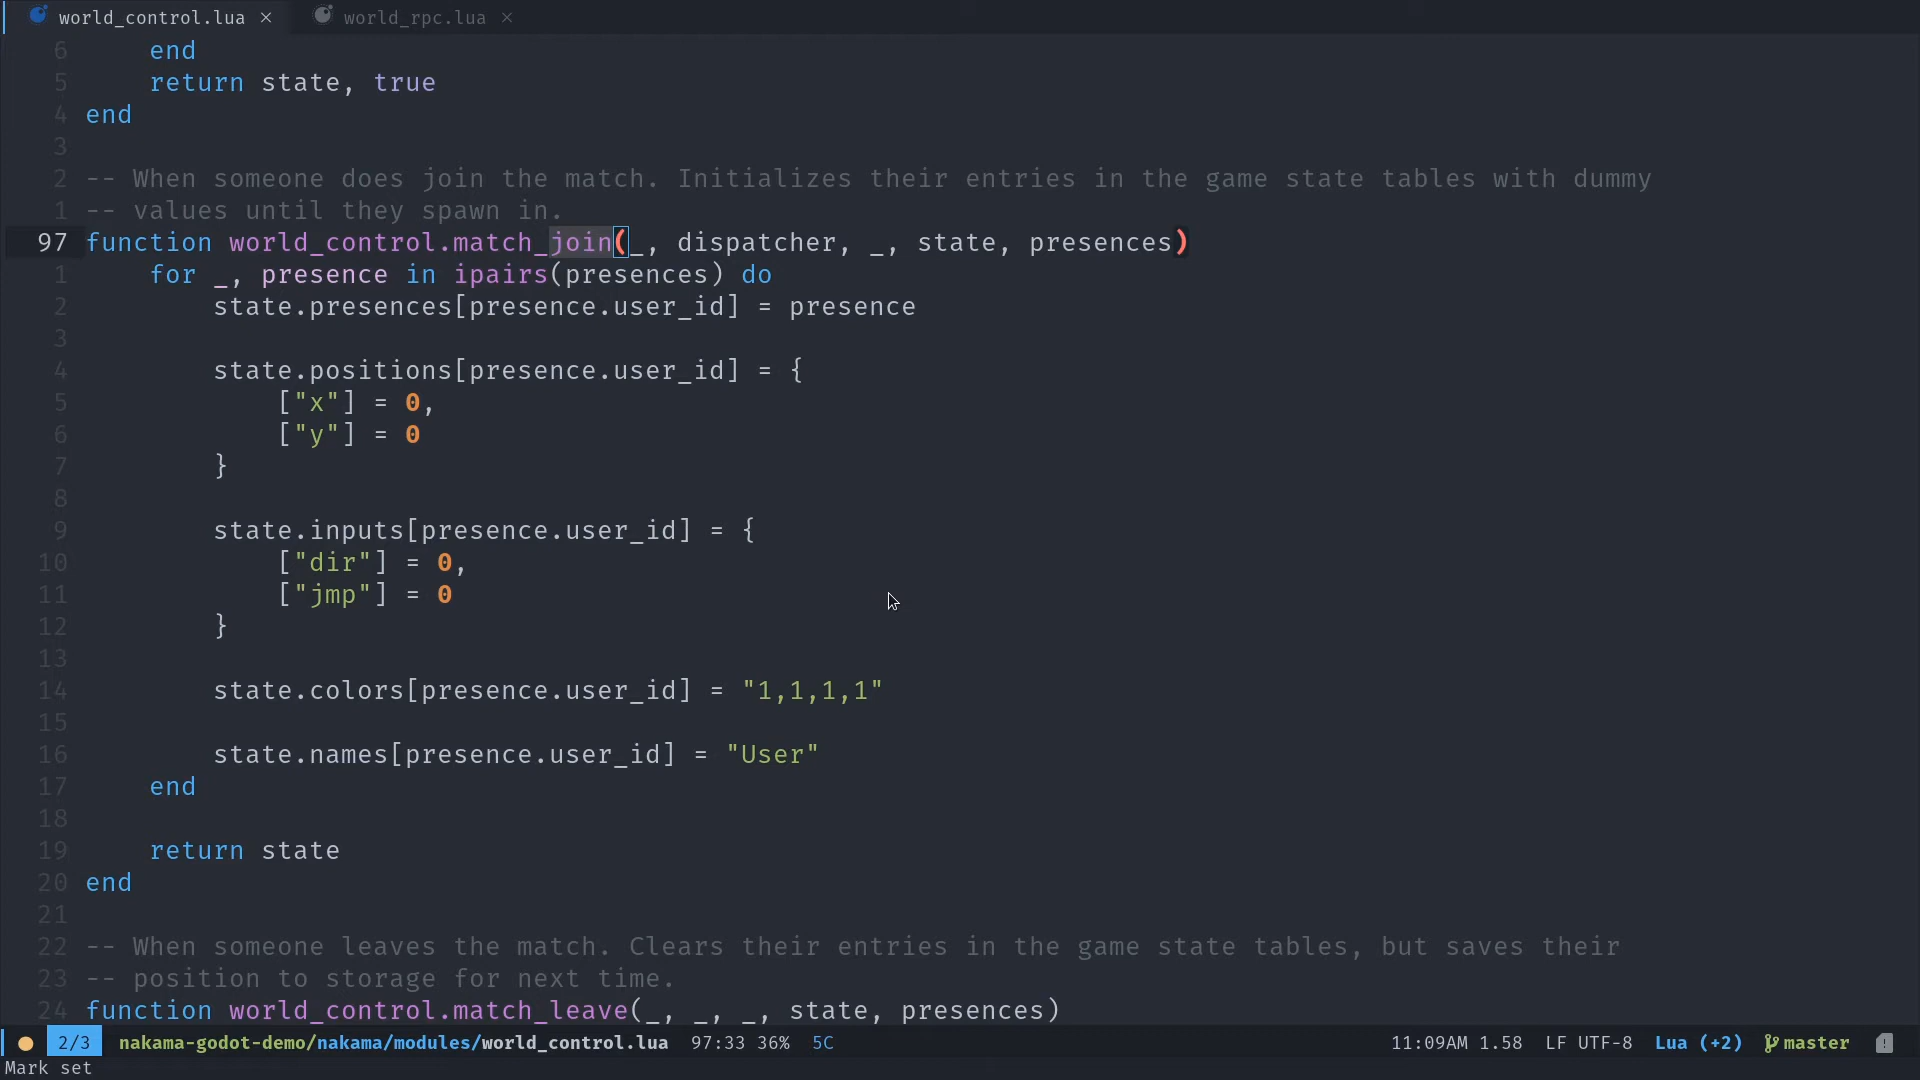 world_control.lua × world_rpc.lua ×
6 end
5 return state, true
4 end
3
2 -- When someone does join the match. Initializes their entries in the game state tables with dummy
1 -- values until they spawn in.
97 function world_control.match_join(_, dispatcher, _, state, presences)
1 for _, presence in ipairs(presences) do
2 state.presences[presence.user_id] = presence
3
4 state.positions[presence.user_id] = {
5 ["x"] = 0,
6 ["y"] = 0
7 }
8
9 state.inputs[presence.user_id] = {
10 ["dir"] = 0,
11 ["jmp"] = 0
12 }
13
14 state.colors[presence.user_id] = "1,1,1,1"
15
16 state.names[presence.user_id] = "User"
17 end
18
19 return state
20 end
21
22 -- When someone leaves the match. Clears their entries in the game state tables, but saves their
23 -- position to storage for next time.
24 function world_control.match_leave(_, _, _, state, presences)
2/3 nakama-godot-demo/nakama/modules/world_control.lua 97:33 36% 5C 11:09AM 1.58 LF UTF-8 Lua (+2) master
Mark set